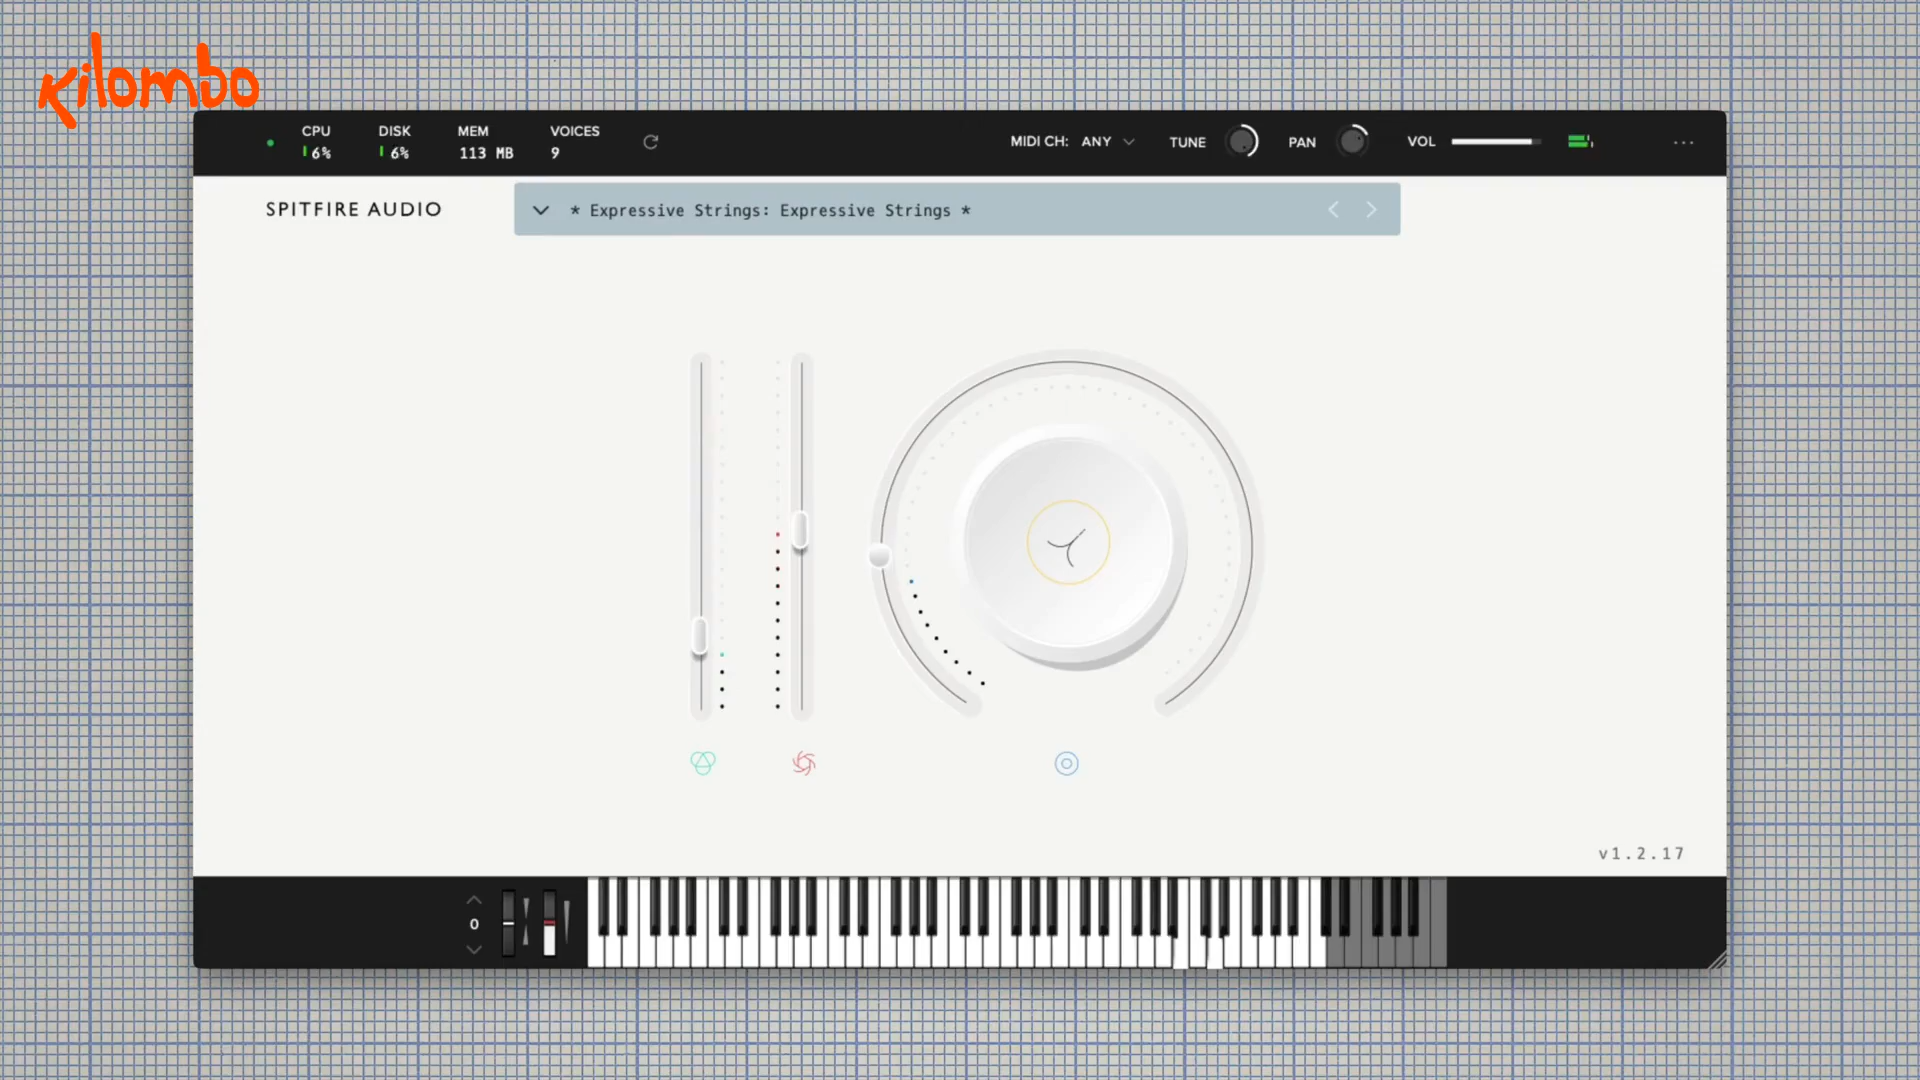 kilombo
CPU DISK MEM VOICES
6% 6% 113 MB 9
MIDI CH: ANY TUNE PAN VOL
SPITFIRE AUDIO
* Expressive Strings: Expressive Strings *
v1.2.17
0